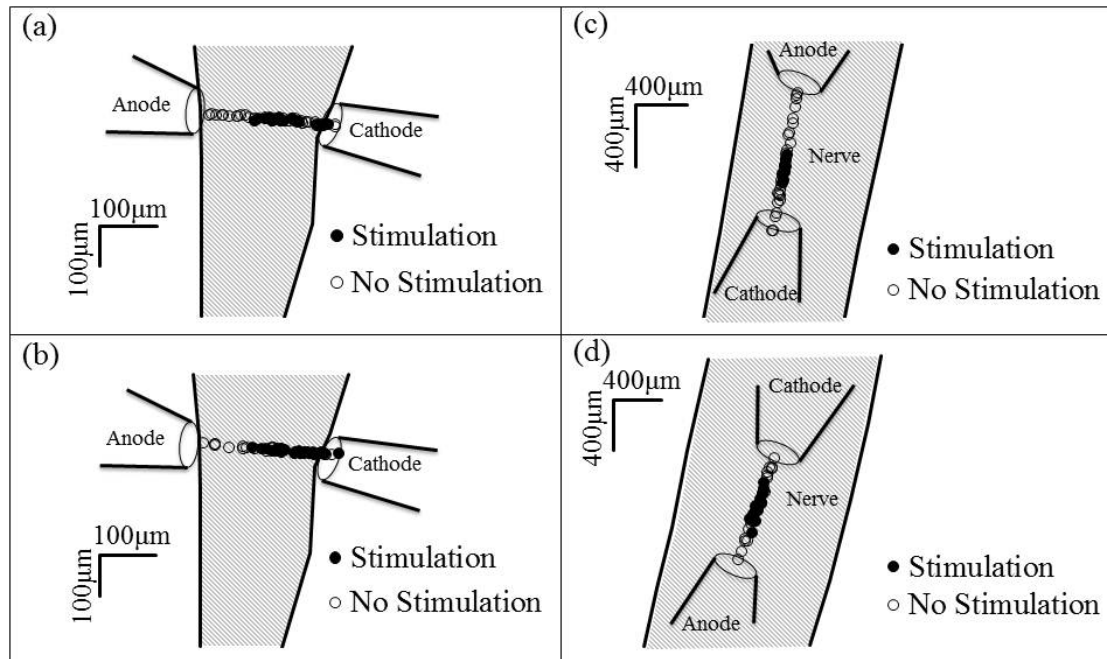 (a)
Anode
Cathode
100µm
100µm
Stimulation
No Stimulation
(c)
Anode
400µm
400µm
Nerve
Cathode
Stimulation
No Stimulation
(b)
Anode
Cathode
100µm
100µm
Stimulation
No Stimulation
(d)
400µm
400µm
Cathode
Nerve
Anode
Stimulation
No Stimulation